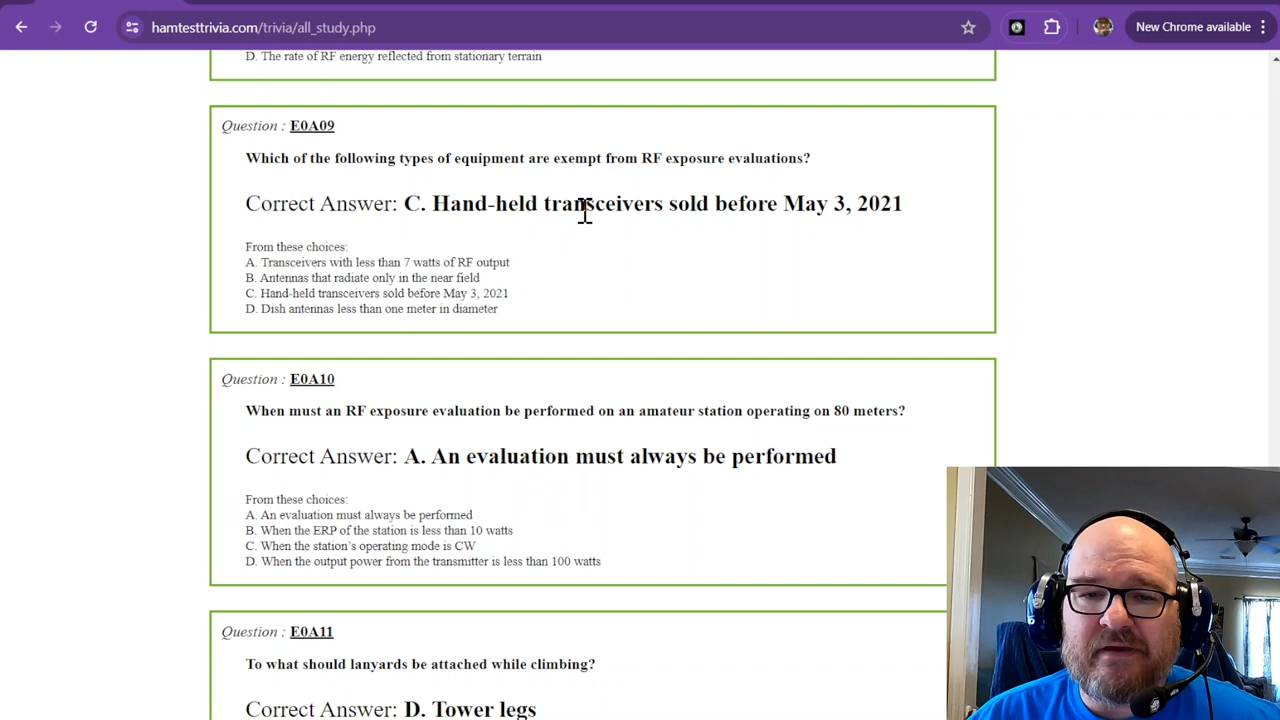 hamtesttrivia.com/trivia/all_study.php
New Chrome available
D. The rate of RF energy reflected from stationary terrain
Question : E0A09
Which of the following types of equipment are exempt from RF exposure evaluations?
Correct Answer: C. Hand-held transceivers sold before May 3, 2021
From these choices:
A. Transceivers with less than 7 watts of RF output
B. Antennas that radiate only in the near field
C. Hand-held transceivers sold before May 3, 2021
D. Dish antennas less than one meter in diameter
Question : E0A10
When must an RF exposure evaluation be performed on an amateur station operating on 80 meters?
Correct Answer: A. An evaluation must always be performed
From these choices:
A. An evaluation must always be performed
B. When the ERP of the station is less than 10 watts
C. When the station's operating mode is CW
D. When the output power from the transmitter is less than 100 watts
Question : E0A11
To what should lanyards be attached while climbing?
Correct Answer: D. Tower legs